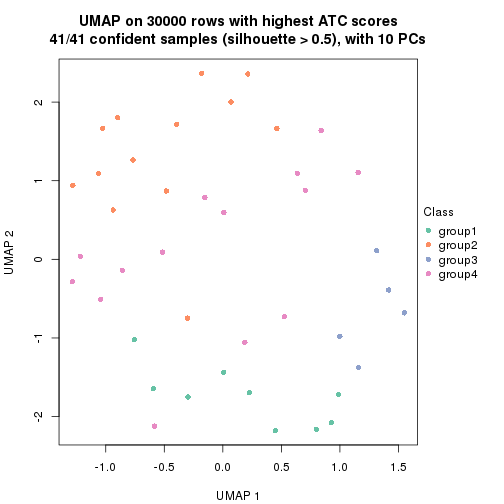 UMAP on 30000 rows with highest ATC scores
41/41 confident samples (silhouette > 0.5), with 10 PCs
2
1
0
-1
-2
UMAP 2
-1.0
-0.5
0.0
0.5
1.0
1.5
UMAP 1
Class
group1
group2
group3
group4